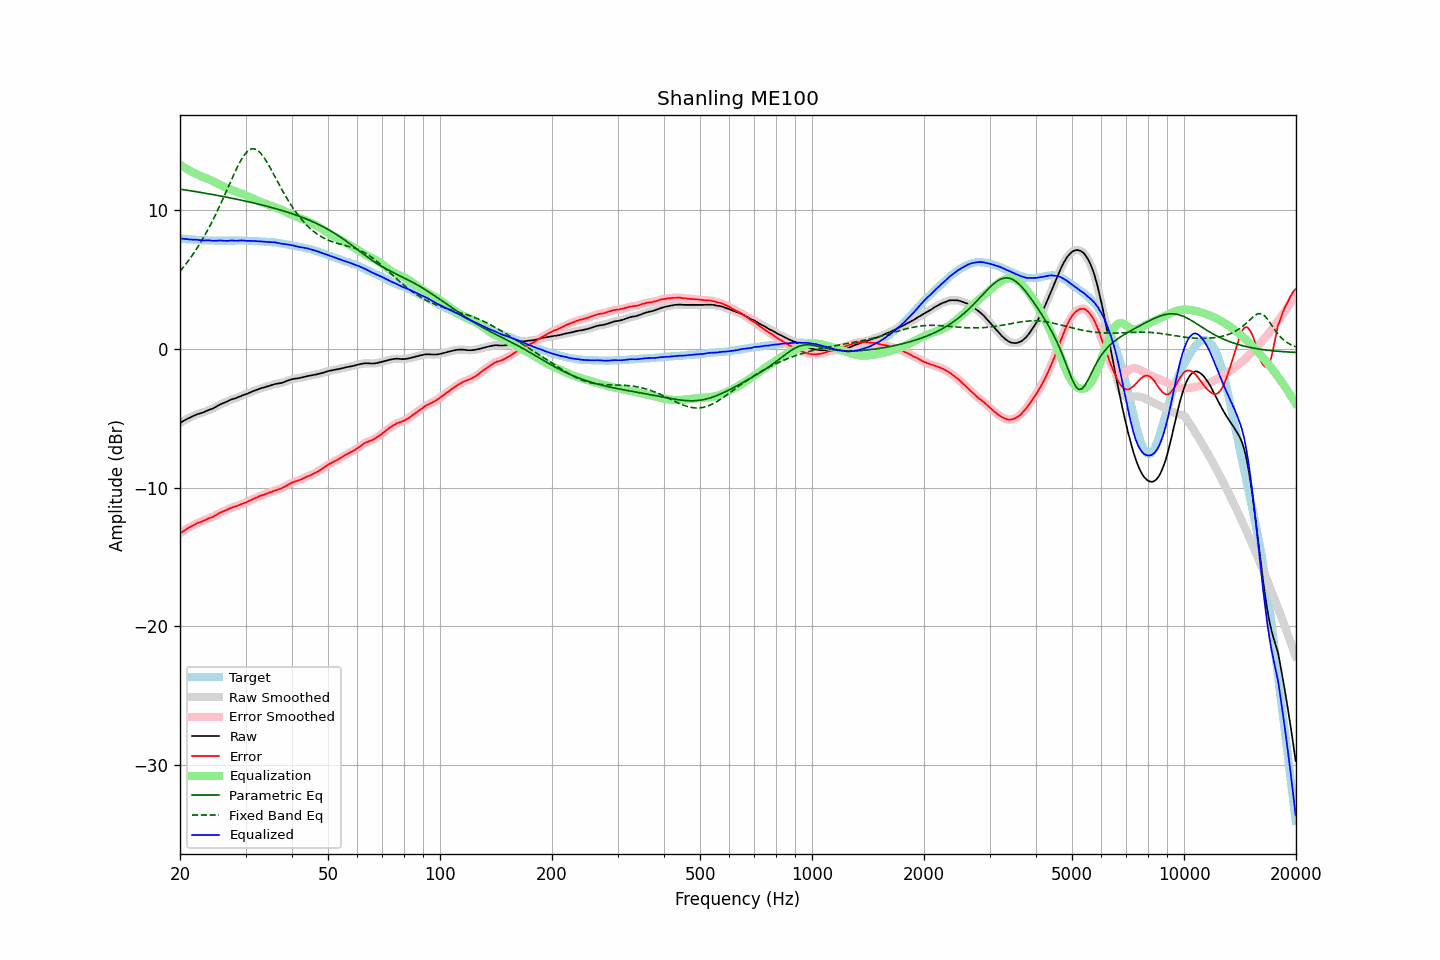 Shanling ME100
Amplitude (dBr)
10
0
−10
−20
−30
Target
Raw Smoothed
Error Smoothed
Raw
Error
Equalization
Parametric Eq
Fixed Band Eq
Equalized
20 50 100 200 500 1000 2000 5000 10000 20000
Frequency (Hz)